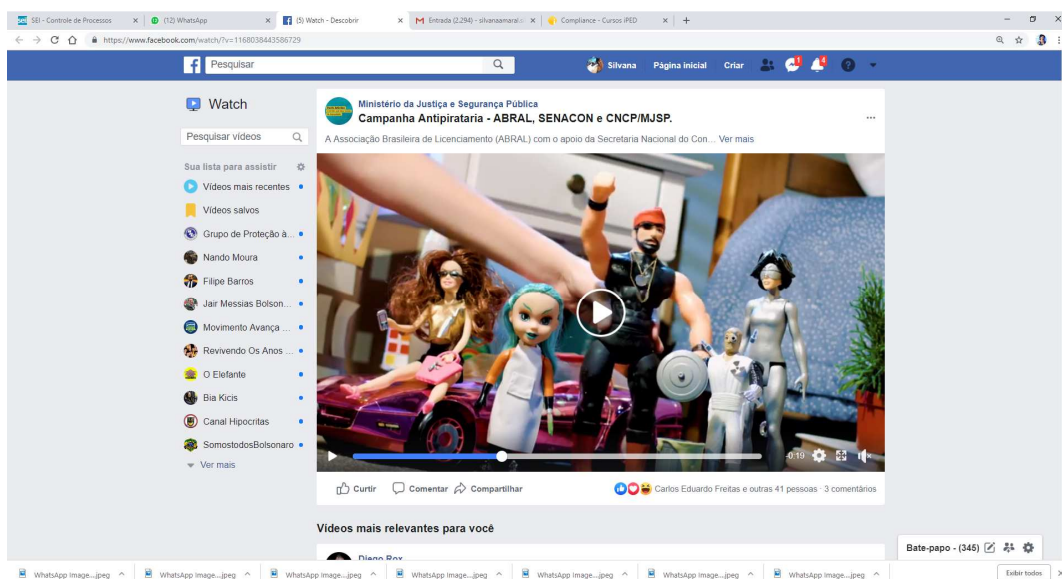 SEI - Controle de Processos
(12) WhatsApp
(5) Watch - Descobrir
Entrada (2.294) - silvanaamaral
Compliance - Cursos iPED
https://www.facebook.com/watch/?v=1168038443586729
Pesquisar
Silvana
Página inicial
Criar
Watch
Pesquisar vídeos
Sua lista para assistir
Vídeos mais recentes
Vídeos salvos
Grupo de Proteção à...
Nando Moura
Filipe Barros
Jair Messias Bolson...
Movimento Avança ...
Revivendo Os Anos ...
O Elefante
Bia Kicis
Canal Hipocritas
SomostodosBolsonaro
Ver mais
Ministério da Justiça e Segurança Pública
Campanha Antipirataria - ABRAL, SENACON e CNCP/MJSP.
A Associação Brasileira de Licenciamento (ABRAL) com o apoio da Secretaria Nacional do Con... Ver mais
-0:19
Curtir Comentar Compartilhar
Carlos Eduardo Freitas e outras 41 pessoas · 3 comentários
Vídeos mais relevantes para você
Diego Rox
Bate-papo - (345)
WhatsApp Image....jpeg
WhatsApp Image....jpeg
WhatsApp Image....jpeg
WhatsApp Image....jpeg
WhatsApp Image....jpeg
WhatsApp Image....jpeg
WhatsApp Image....jpeg
Exibir todos